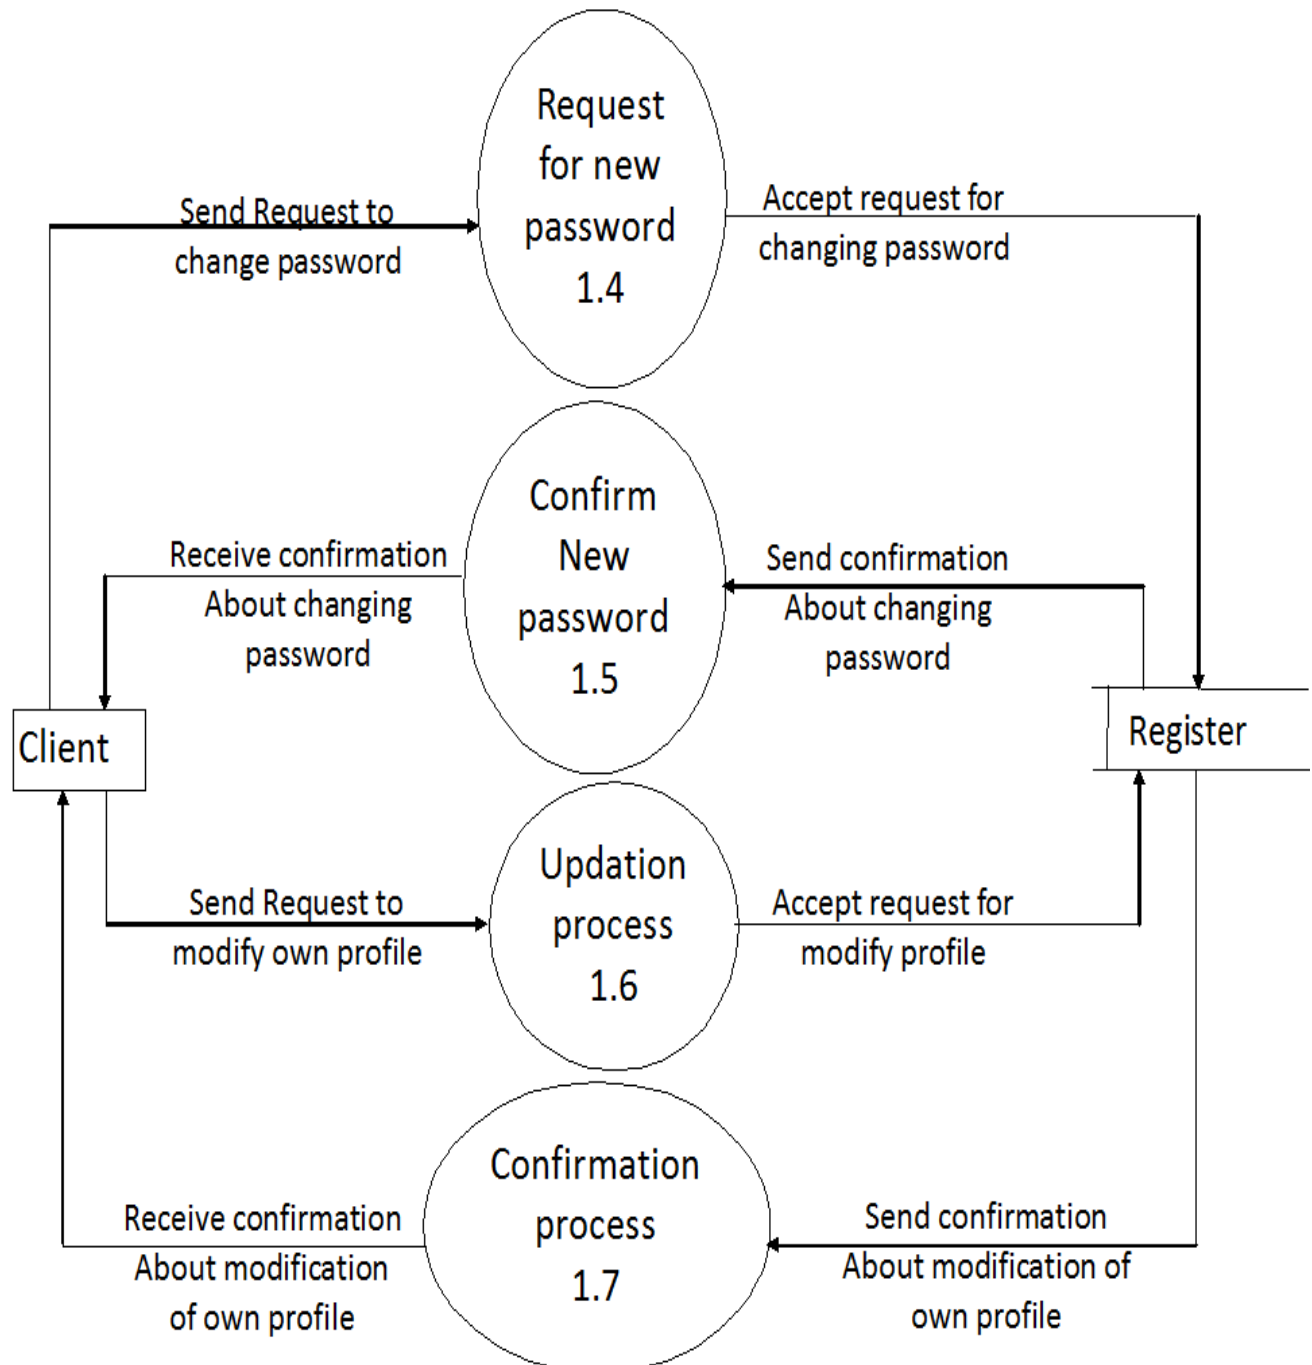 Request
for new
password
1.4
Send Request to
change password
Accept request for
changing password
Confirm
New
password
1.5
Receive confirmation
About changing
password
Send confirmation
About changing
password
Client
Register
Updation
process
1.6
Send Request to
modify own profile
Accept request for
modify profile
Confirmation
process
1.7
Receive confirmation
About modification
of own profile
Send confirmation
About modification of
own profile